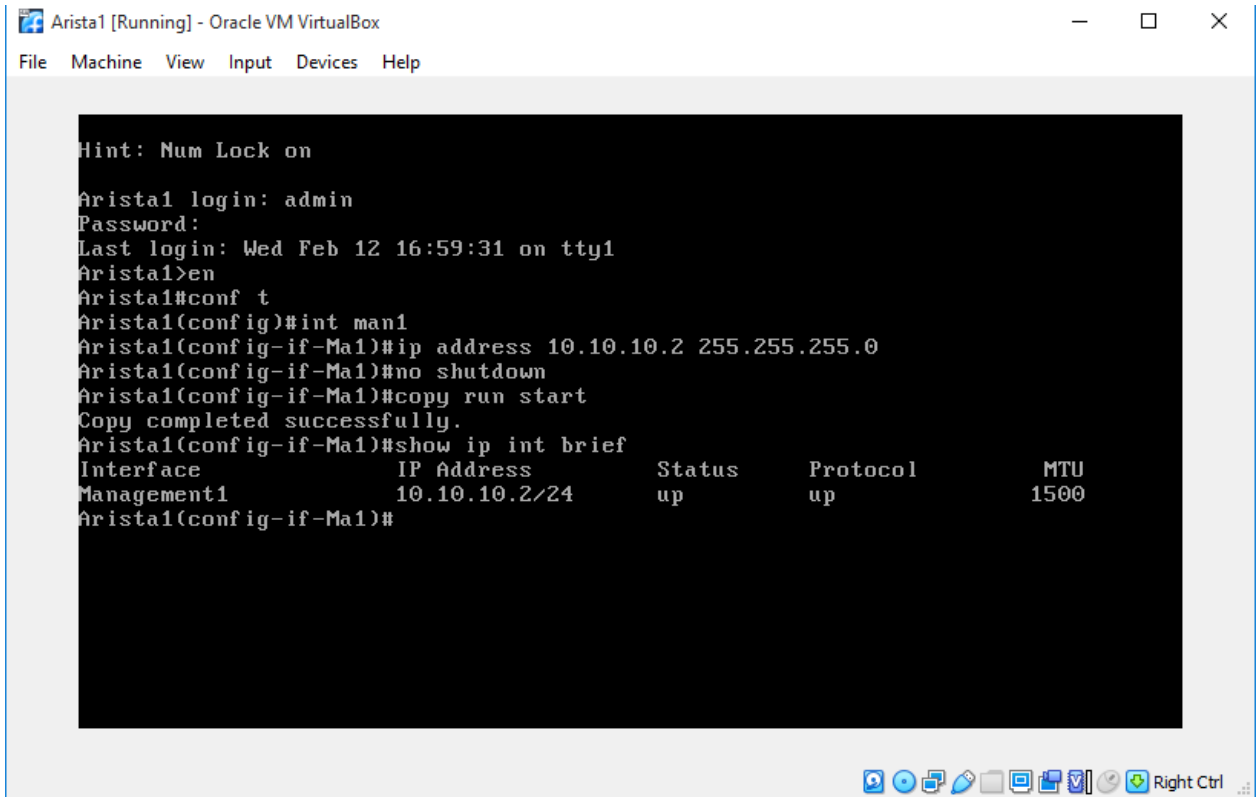 Arista1 [Running] - Oracle VM VirtualBox
File Machine View Input Devices Help
Hint: Num Lock on
Arista1 login: admin
Password:
Last login: Wed Feb 12 16:59:31 on tty1
Arista1>en
Arista1#conf t
Arista1(config)#int man1
Arista1(config-if-Ma1)#ip address 10.10.10.2 255.255.255.0
Arista1(config-if-Ma1)#no shutdown
Arista1(config-if-Ma1)#copy run start
Copy completed successfully.
Arista1(config-if-Ma1)#show ip int brief
Interface IP Address Status Protocol MTU
Management1 10.10.10.2/24 up up 1500
Arista1(config-if-Ma1)#
Right Ctrl